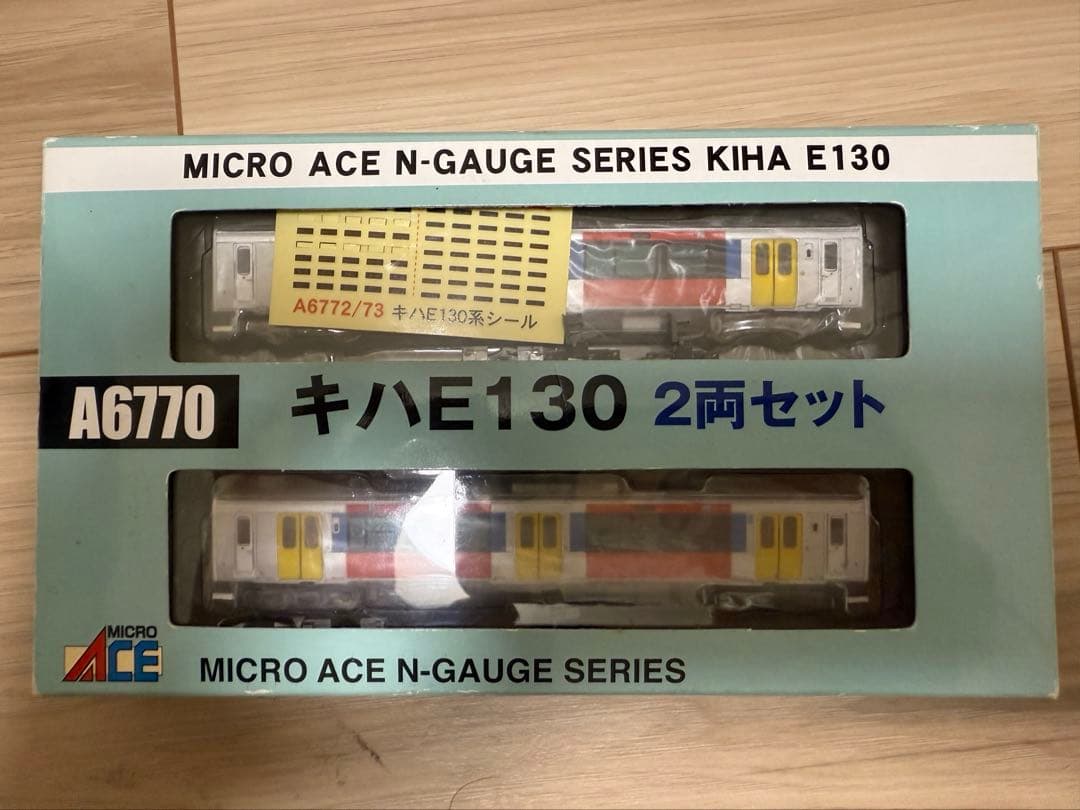 MICRO ACE N-GAUGE SERIES KIHA E130
A6772/73 キハE130系シール
A6770
キハE130 2両セット
MICRO
ACE
MICRO ACE N-GAUGE SERIES